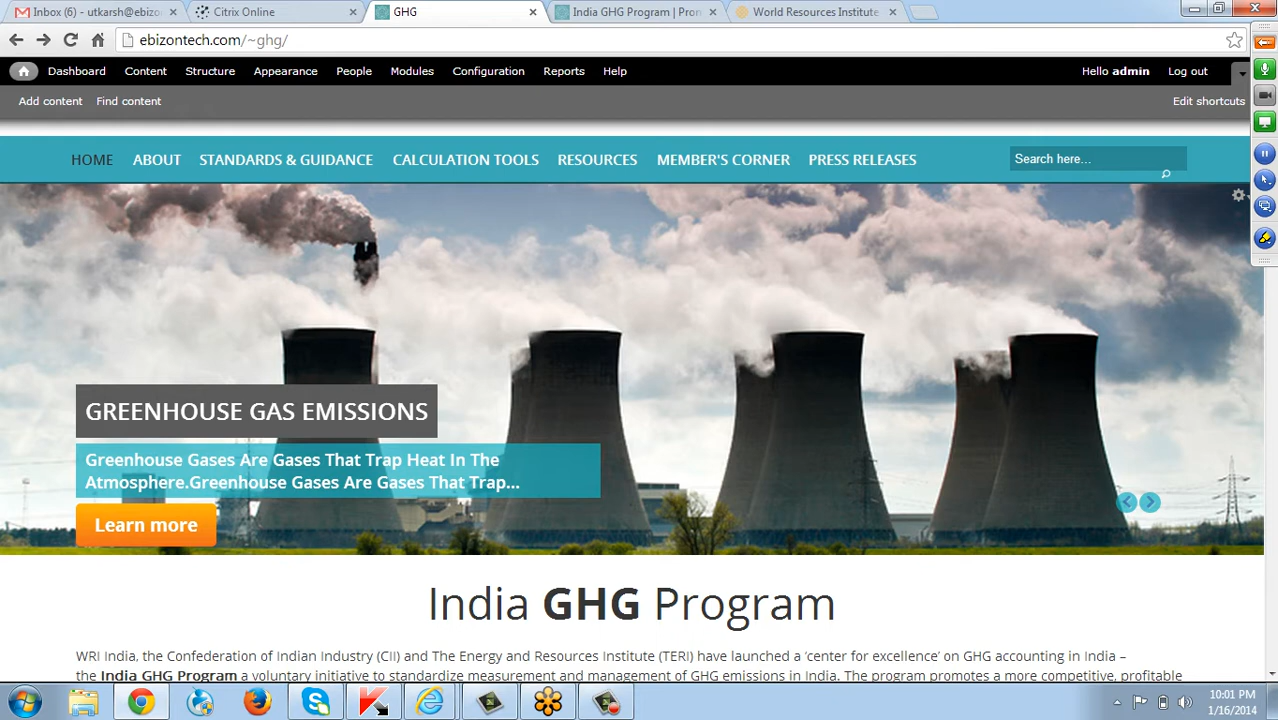 Inbox (6) - utkarsh@ebizo
Citrix Online
GHG
India GHG Program | Pron
World Resources Institute
ebizontech.com/~ghg/
Dashboard Content Structure Appearance People Modules Configuration Reports Help Hello admin Log out
Add content Find content Edit shortcuts
HOME ABOUT STANDARDS & GUIDANCE CALCULATION TOOLS RESOURCES MEMBER'S CORNER PRESS RELEASES Search here...
GREENHOUSE GAS EMISSIONS
Greenhouse Gases Are Gases That Trap Heat In The
Atmosphere.Greenhouse Gases Are Gases That Trap...
Learn more
India GHG Program
WRI India, the Confederation of Indian Industry (CII) and The Energy and Resources Institute (TERI) have launched a ‘center for excellence’ on GHG accounting in India –
the India GHG Program a voluntary initiative to standardize measurement and management of GHG emissions in India. The program promotes a more competitive, profitable
10:01 PM
1/16/2014